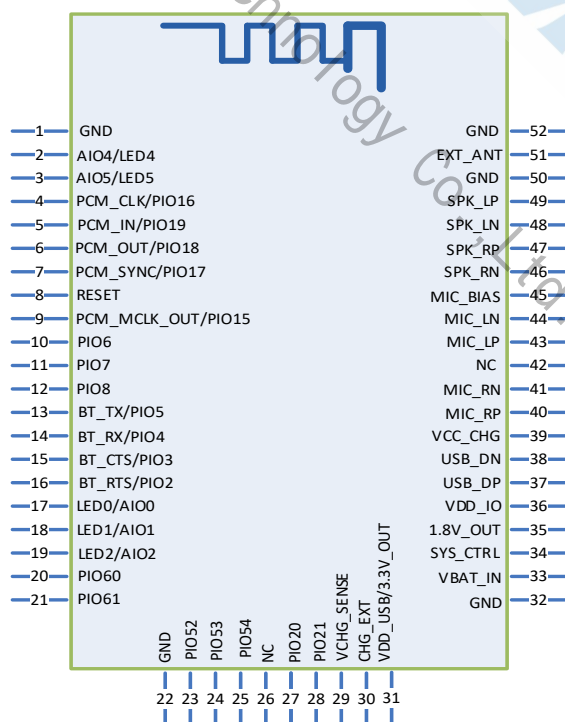 hnology Co., Ltd.
1 GND
2 AIO4/LED4
3 AIO5/LED5
4 PCM_CLK/PIO16
5 PCM_IN/PIO19
6 PCM_OUT/PIO18
7 PCM_SYNC/PIO17
8 RESET
9 PCM_MCLK_OUT/PIO15
10 PIO6
11 PIO7
12 PIO8
13 BT_TX/PIO5
14 BT_RX/PIO4
15 BT_CTS/PIO3
16 BT_RTS/PIO2
17 LED0/AIO0
18 LED1/AIO1
19 LED2/AIO2
20 PIO60
21 PIO61
GND 52
EXT_ANT 51
GND 50
SPK_LP 49
SPK_LN 48
SPK_RP 47
SPK_RN 46
MIC_BIAS 45
MIC_LN 44
MIC_LP 43
NC 42
MIC_RN 41
MIC_RP 40
VCC_CHG 39
USB_DN 38
USB_DP 37
VDD_IO 36
1.8V_OUT 35
SYS_CTRL 34
VBAT_IN 33
GND 32
GND 22
PIO52 23
PIO53 24
PIO54 25
NC 26
PIO20 27
PIO21 28
VCHG_SENSE 29
CHG_EXT 30
VDD_USB/3.3V_OUT 31